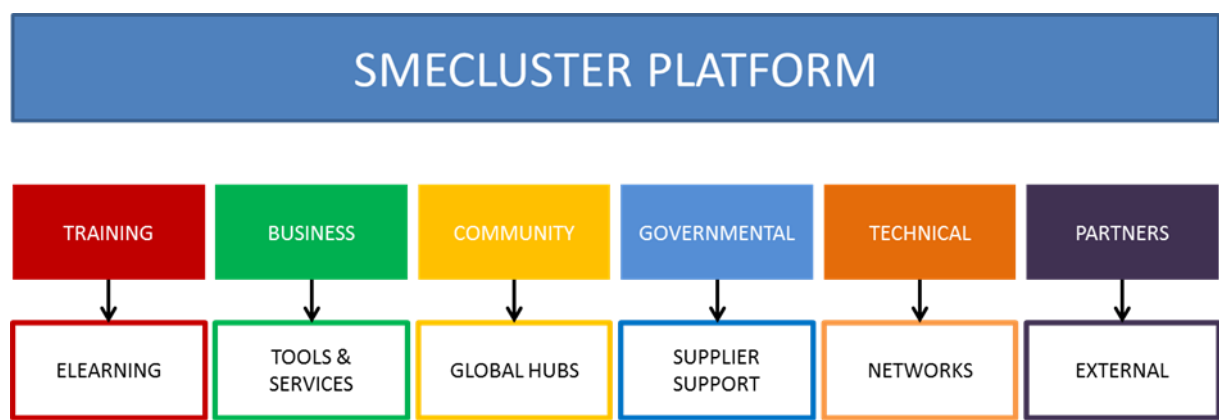 SMECLUSTER PLATFORM
TRAINING
BUSINESS
COMMUNITY
GOVERNMENTAL
TECHNICAL
PARTNERS
ELEARNING
TOOLS &
SERVICES
GLOBAL HUBS
SUPPLIER
SUPPORT
NETWORKS
EXTERNAL